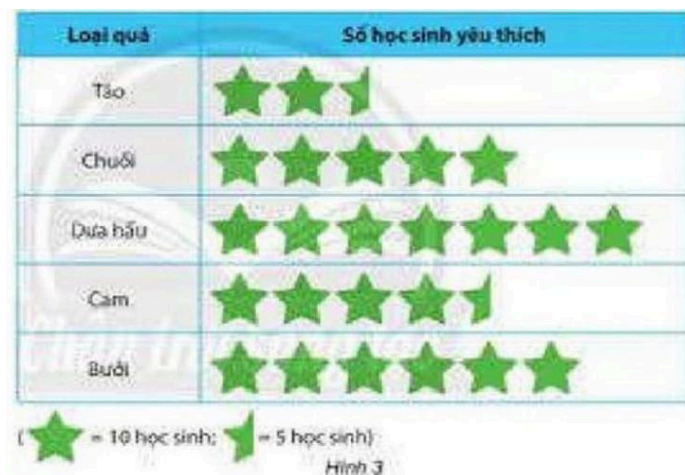 Loại quả Số học sinh yêu thích
Táo
Chuối
Dưa hấu
Cam
Bưởi
( = 10 học sinh; = 5 học sinh)
Hình 3